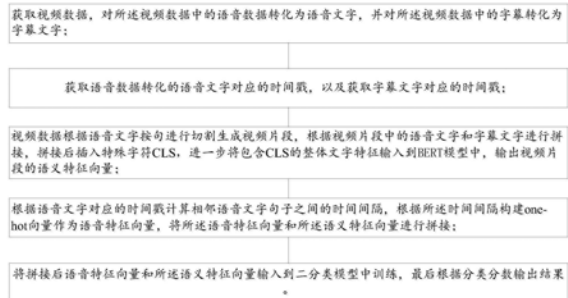 获取视频数据，对所述视频数据中的语音数据转化为语音文字，并对所述视频数据中的字幕转化为
字幕文字；
获取语音数据转化的语音文字对应的时间戳，以及获取字幕文字对应的时间戳；
视频数据根据语音文字按句进行切割生成视频片段，根据视频片段中的语音文字和字幕文字进行拼
接，拼接后插入特殊字符CLS，进一步将包含CLS的整体文字特征输入到BERT模型中，输出视频片
段的语义特征向量；
根据语音文字对应的时间戳计算相邻语音文字句子之间的时间间隔，根据所述时间间隔构建one-
hot向量作为语音特征向量，将所述语音特征向量和所述语义特征向量进行拼接；
将拼接后语音特征向量和所述语义特征向量输入到二分类模型中训练，最后根据分类分数输出结果
。